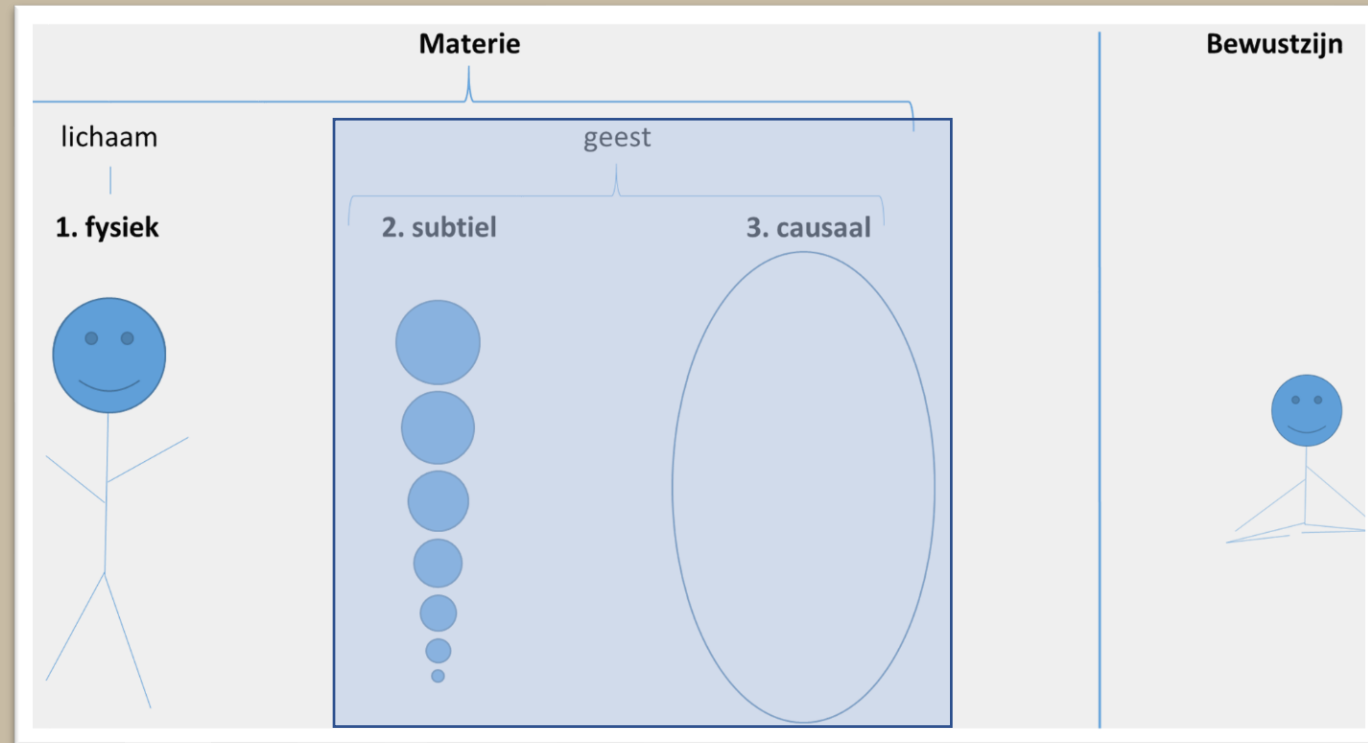 Materie
Bewustzijn
lichaam
geest
1. fysiek
2. subtiel
3. causaal